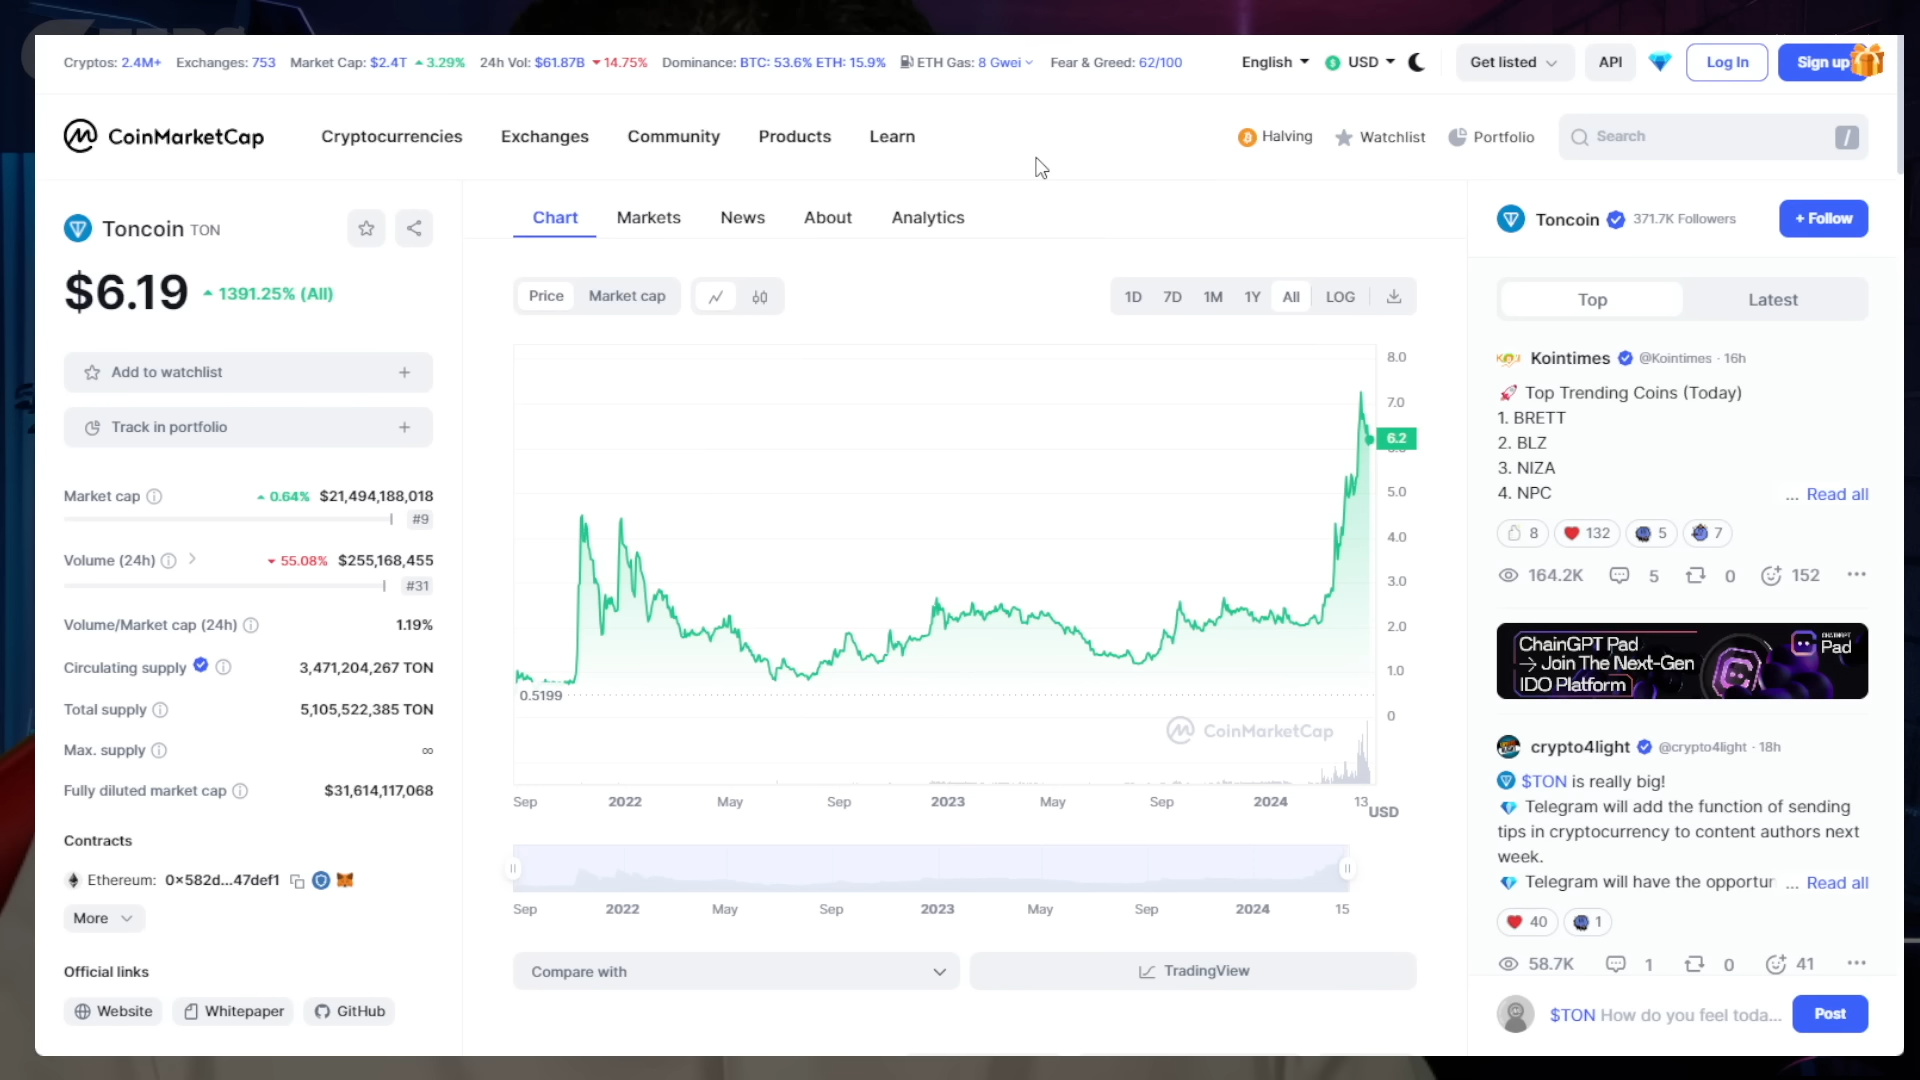 Cryptos: 2.4M+ Exchanges: 753 Market Cap: $2.4T 3.29% 24h Vol: $61.87B 14.75% Dominance: BTC: 53.6% ETH: 15.9% ETH Gas: 8 Gwei Fear & Greed: 62/100 English USD Get listed API Log In Sign up
CoinMarketCap Cryptocurrencies Exchanges Community Products Learn Halving Watchlist Portfolio Search /
Toncoin TON
$6.19 1391.25% (All)
Add to watchlist +
Track in portfolio +
Market cap 0.64% $21,494,188,018
#9
Volume (24h) 55.08% $255,168,455
#31
Volume/Market cap (24h) 1.19%
Circulating supply 3,471,204,267 TON
Total supply 5,105,522,385 TON
Max. supply ∞
Fully diluted market cap $31,614,117,068
Contracts
Ethereum: 0x582d...47def1
More
Official links
Website Whitepaper GitHub
Chart Markets News About Analytics
Price Market cap 1D 7D 1M 1Y All LOG
8.0
7.0
6.2
5.0
4.0
3.0
2.0
1.0
0.5199
0
CoinMarketCap
Sep 2022 May Sep 2023 May Sep 2024 13
USD
Sep 2022 May Sep 2023 May Sep 2024 15
Compare with TradingView
Toncoin 371.7K Followers + Follow
Top Latest
Kointimes @Kointimes · 16h
🚀 Top Trending Coins (Today)
1. BRETT
2. BLZ
3. NIZA
4. NPC ... Read all
8 132 5 7
164.2K 5 0 152 ...
ChainGPT Pad
→ Join The Next-Gen
IDO Platform
Pad
crypto4light @crypto4light · 18h
$TON is really big!
💎 Telegram will add the function of sending
tips in cryptocurrency to content authors next
week.
💎 Telegram will have the opportur ... Read all
40 1
58.7K 1 0 41 ...
$TON How do you feel toda... Post